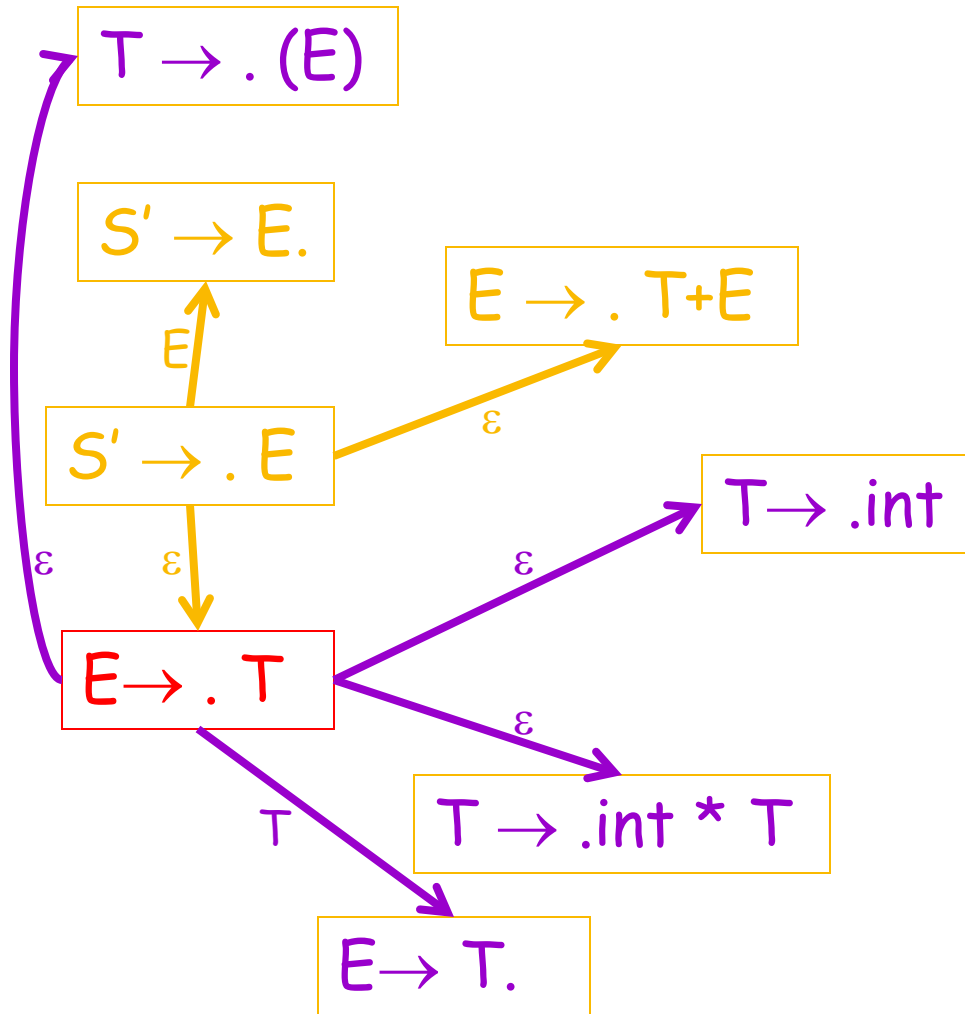 T → . (E)
S' → E.
E → . T+E
E
S' → . E
ε
T→ .int
ε
ε
ε
E→ . T
ε
T
T → .int * T
E→ T.